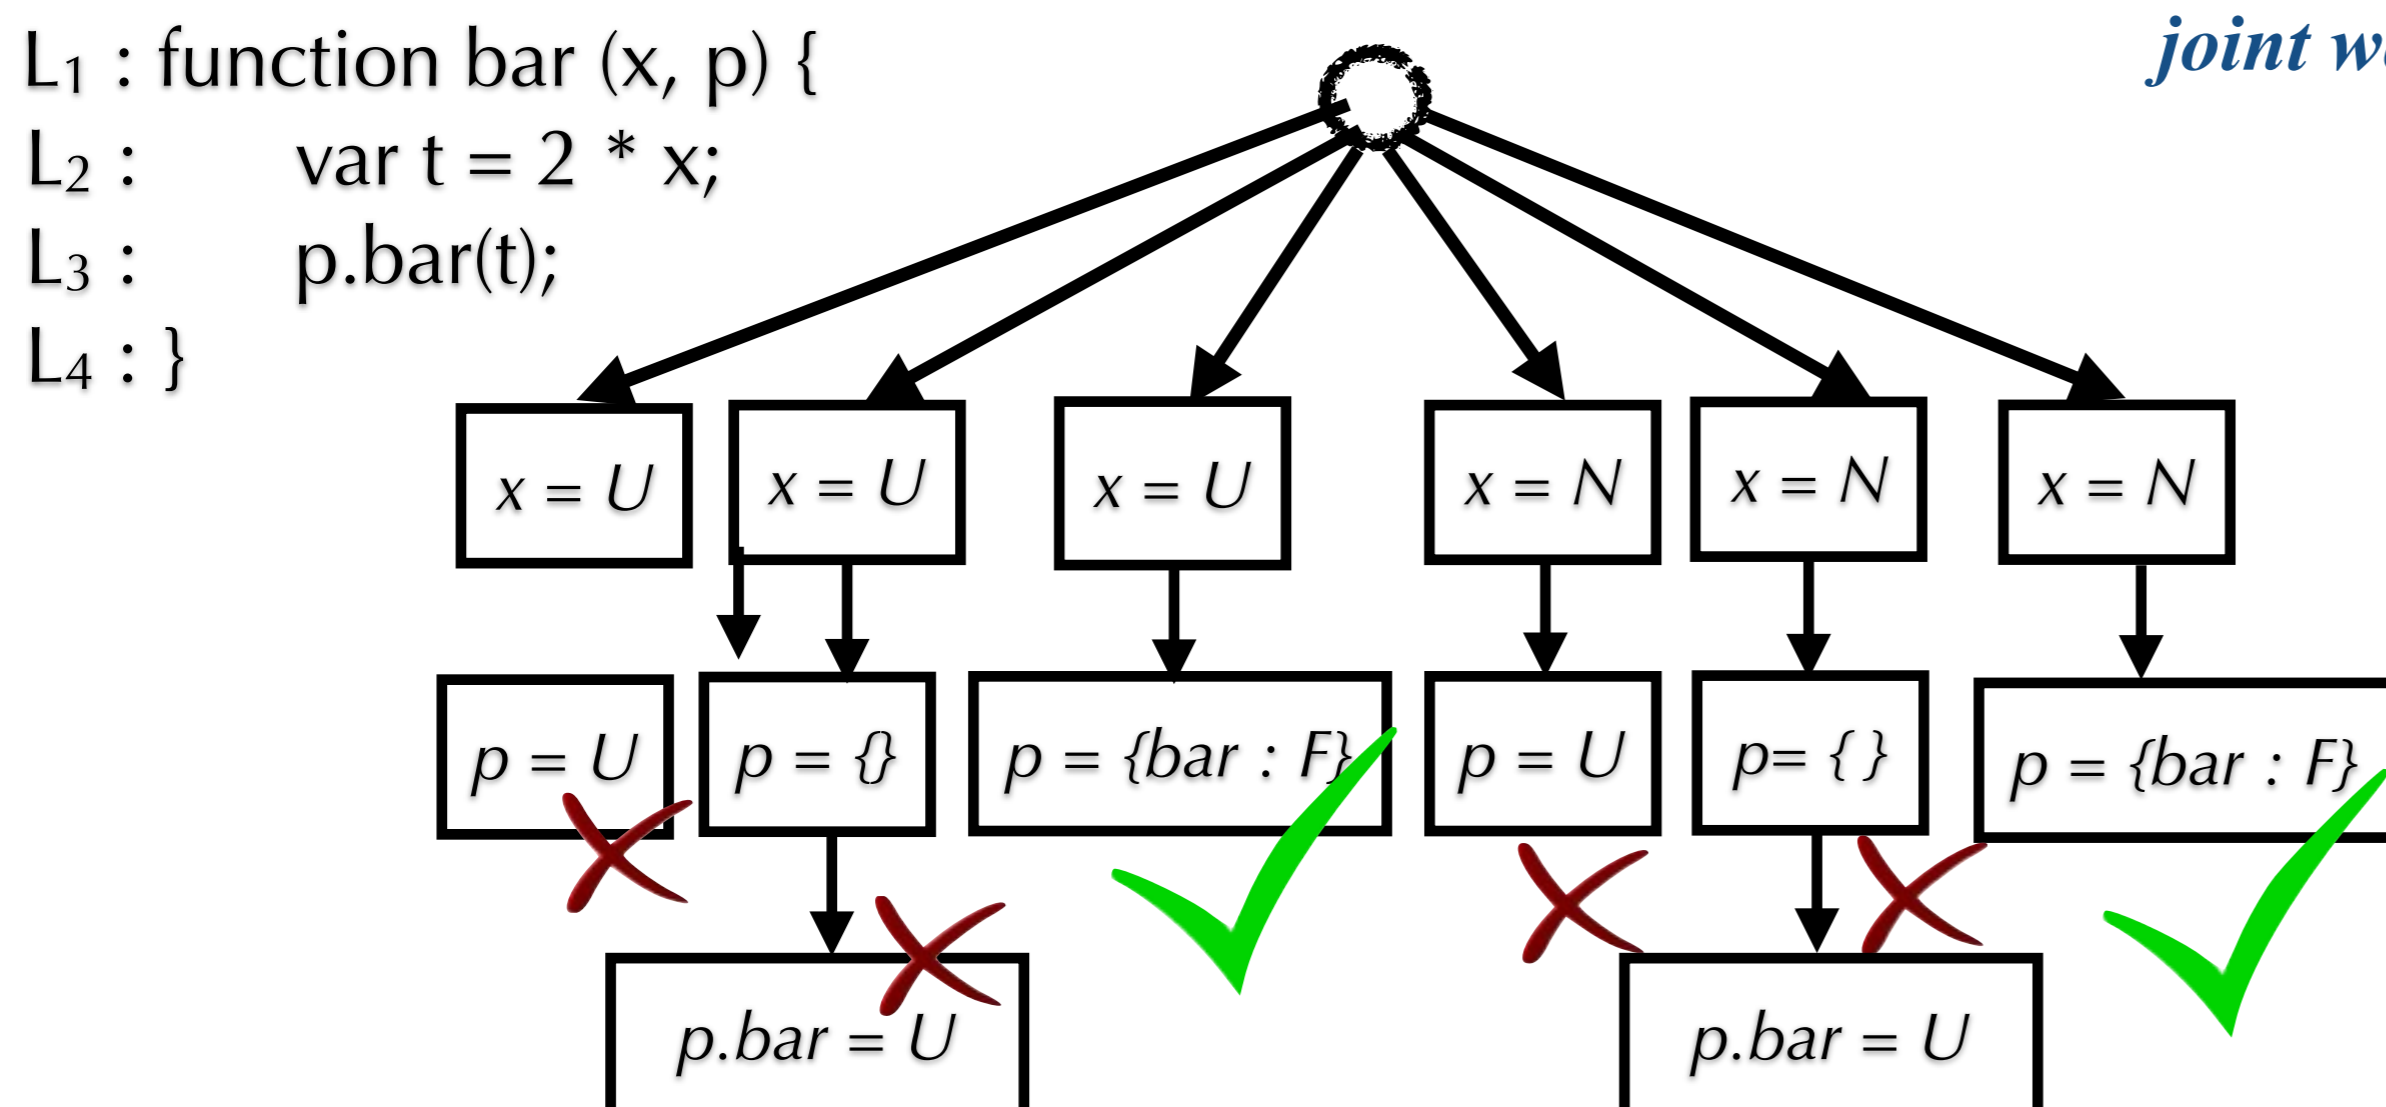 L₁ : function bar (x, p) {
L₂ : var t = 2 * x;
L₃ : p.bar(t);
L₄ : }
joint
x = U
x = U
x = U
x = N
x = N
x = N
p = U
p = {}
p = {bar : F}
p = U
p= { }
p = {bar : F}
p.bar = U
p.bar = U